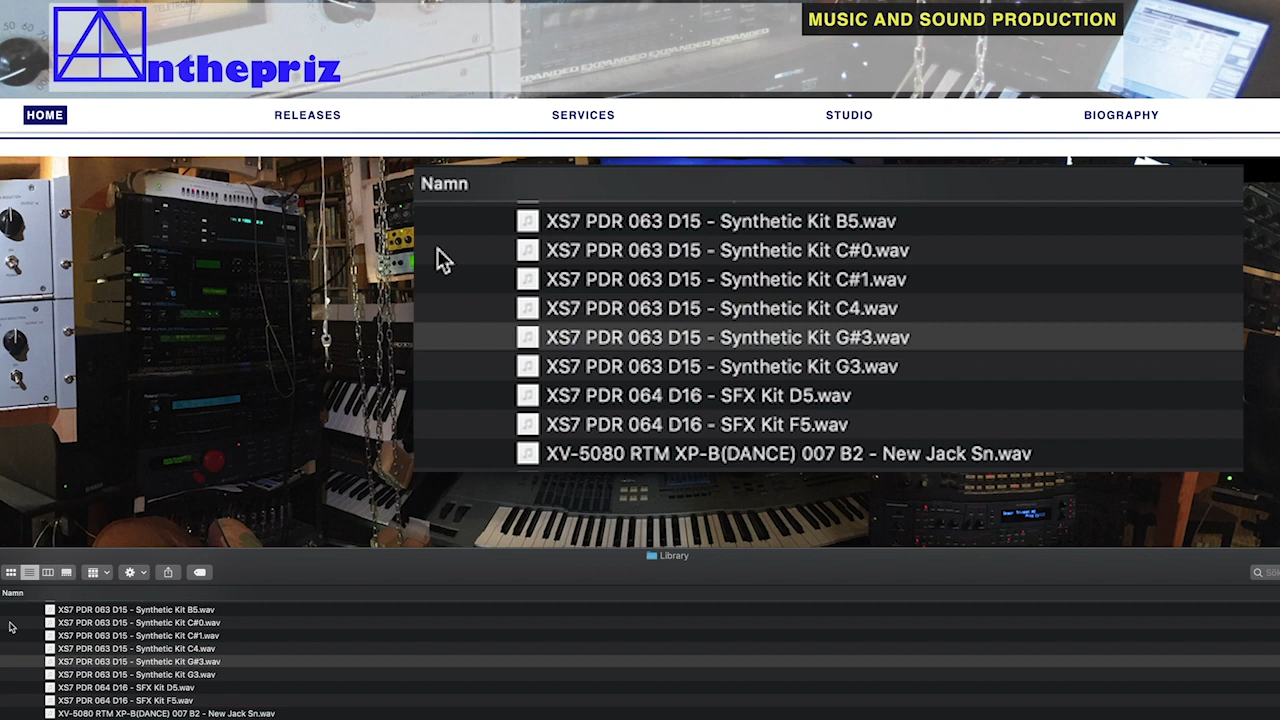 Anthepriz
MUSIC AND SOUND PRODUCTION
EXPANDED EXPANDED EXPANDED
HOME RELEASES SERVICES STUDIO BIOGRAPHY
Namn
XS7 PDR 063 D15 - Synthetic Kit B5.wav
XS7 PDR 063 D15 - Synthetic Kit C#0.wav
XS7 PDR 063 D15 - Synthetic Kit C#1.wav
XS7 PDR 063 D15 - Synthetic Kit C4.wav
XS7 PDR 063 D15 - Synthetic Kit G#3.wav
XS7 PDR 063 D15 - Synthetic Kit G3.wav
XS7 PDR 064 D16 - SFX Kit D5.wav
XS7 PDR 064 D16 - SFX Kit F5.wav
XV-5080 RTM XP-B(DANCE) 007 B2 - New Jack Sn.wav
Library
Namn
XS7 PDR 063 D15 - Synthetic Kit B5.wav
XS7 PDR 063 D15 - Synthetic Kit C#0.wav
XS7 PDR 063 D15 - Synthetic Kit C#1.wav
XS7 PDR 063 D15 - Synthetic Kit C4.wav
XS7 PDR 063 D15 - Synthetic Kit G#3.wav
XS7 PDR 063 D15 - Synthetic Kit G3.wav
XS7 PDR 064 D16 - SFX Kit D5.wav
XS7 PDR 064 D16 - SFX Kit F5.wav
XV-5080 RTM XP-B(DANCE) 007 B2 - New Jack Sn.wav